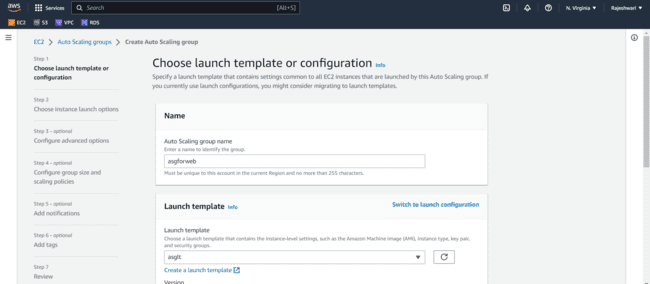 aws
Services
Search
[Alt+S]
N. Virginia
Rajeshwari
EC2
S3
VPC
RDS
EC2 > Auto Scaling groups > Create Auto Scaling group
Step 1
Choose launch template or
configuration
Step 2
Choose instance launch options
Step 3 – optional
Configure advanced options
Step 4 – optional
Configure group size and
scaling policies
Step 5 – optional
Add notifications
Step 6 – optional
Add tags
Step 7
Review
Choose launch template or configuration Info
Specify a launch template that contains settings common to all EC2 instances that are launched by this Auto Scaling group. If
you currently use launch configurations, you might consider migrating to launch templates.
Name
Auto Scaling group name
Enter a name to identify the group.
asgforweb
Must be unique to this account in the current Region and no more than 255 characters.
Launch template Info
Switch to launch configuration
Launch template
Choose a launch template that contains the instance-level settings, such as the Amazon Machine Image (AMI), instance type, key pair,
and security groups.
asglt
Create a launch template
Version